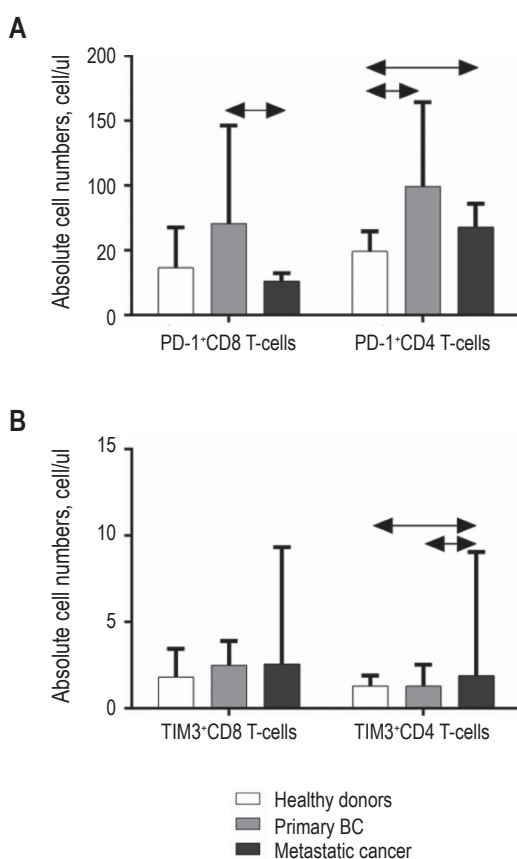 A
Absolute cell numbers, cell/ul
200
150
100
20
0
PD-1⁺CD8 T-cells
PD-1⁺CD4 T-cells
B
Absolute cell numbers, cell/ul
15
10
5
0
TIM3⁺CD8 T-cells
TIM3⁺CD4 T-cells
Healthy donors
Primary BC
Metastatic cancer